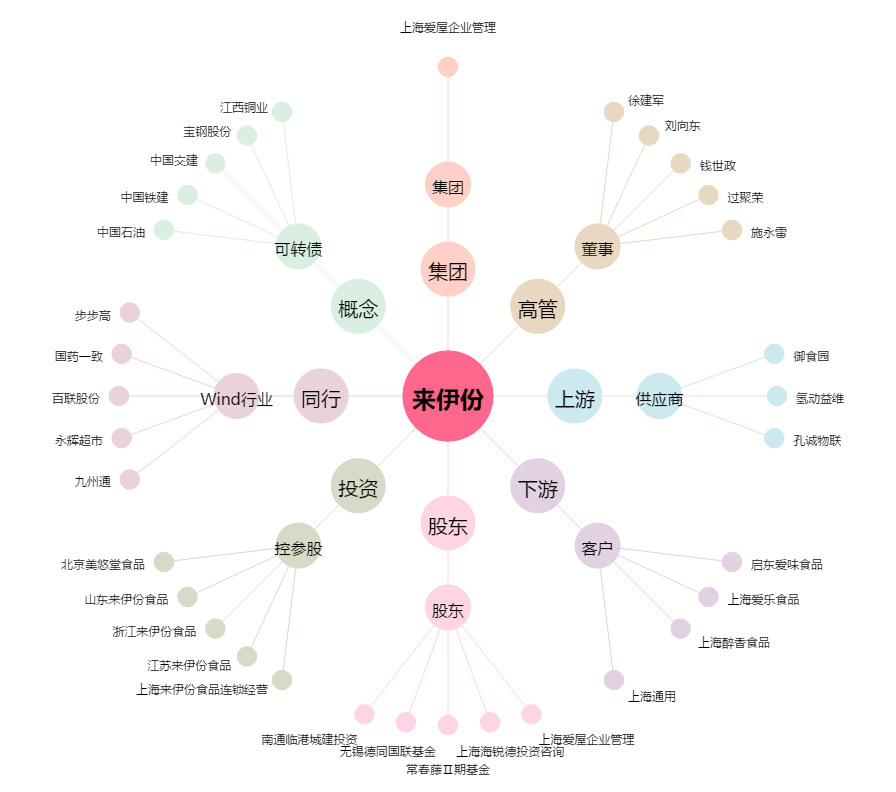 上海爱屋企业管理
集团
集团
徐建军
刘向东
钱世政
过聚荣
施永雷
董事
高管
江西铜业
宝钢股份
中国交建
中国铁建
中国石油
可转债
概念
步步高
国药一致
百联股份
永辉超市
九州通
Wind行业
同行
来伊份
上游
供应商
御食园
氢动益维
孔诚物联
投资
控参股
北京美悠堂食品
山东来伊份食品
浙江来伊份食品
江苏来伊份食品
上海来伊份食品连锁经营
下游
客户
启东爱味食品
上海爱乐食品
上海醉香食品
上海通用
股东
股东
南通临港城建投资
无锡德同国联基金
常春藤Ⅱ期基金
上海海锐德投资咨询
上海爱屋企业管理